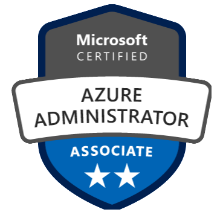 Microsoft
CERTIFIED
AZURE
ADMINISTRATOR
ASSOCIATE